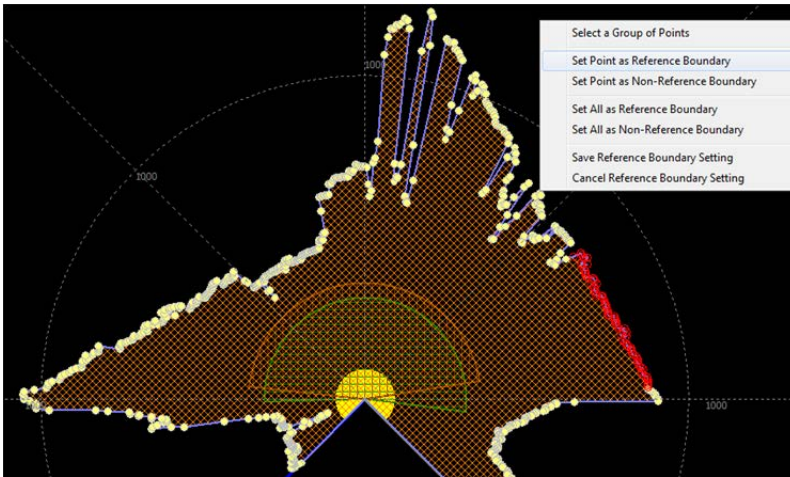 Select a Group of Points
Set Point as Reference Boundary
Set Point as Non-Reference Boundary
Set All as Reference Boundary
Set All as Non-Reference Boundary
Save Reference Boundary Setting
Cancel Reference Boundary Setting
1000
1000
1000